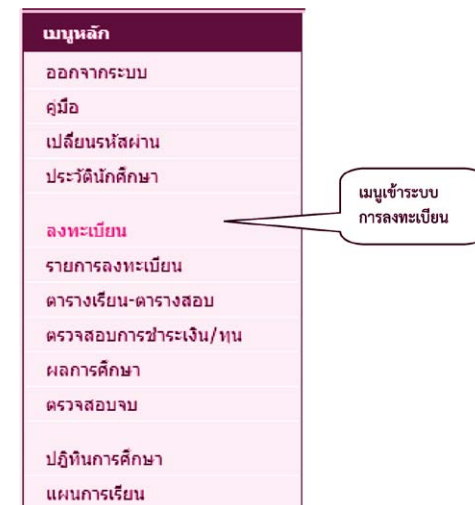 เมนูหลัก
ออกจากระบบ
คู่มือ
เปลี่ยนรหัสผ่าน
ประวัตินักศึกษา
เมนูเข้าระบบ
การลงทะเบียน
ลงทะเบียน
รายการลงทะเบียน
ตารางเรียน-ตารางสอบ
ตรวจสอบการชำระเงิน/ทุน
ผลการศึกษา
ตรวจสอบจบ
ปฏิทินการศึกษา
แผนการเรียน